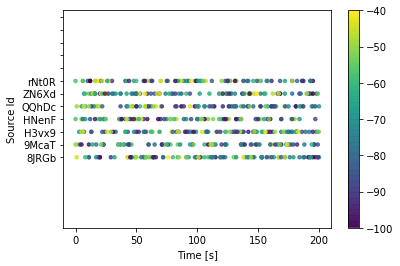 −40
−50
−60
−70
−80
−90
−100
rNt0R
ZN6Xd
QQhDc
HNenF
H3vx9
9McaT
8JRGb
Source Id
0
50
100
150
200
Time [s]